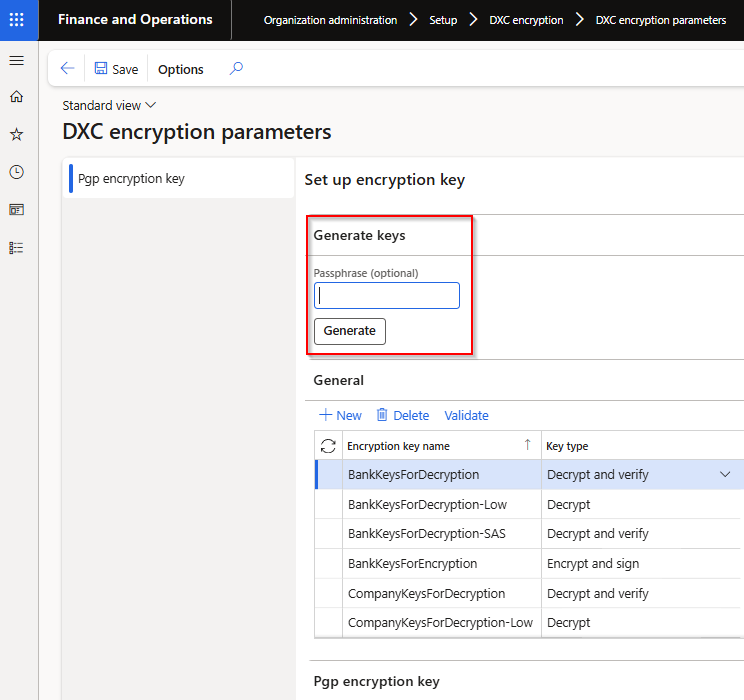 Finance and Operations
Organization administration > Setup > DXC encryption > DXC encryption parameters
Save Options
Standard view
DXC encryption parameters
Pgp encryption key
Set up encryption key
Generate keys
Passphrase (optional)
Generate
General
New Delete Validate
Encryption key name Key type
BankKeysForDecryption Decrypt and verify
BankKeysForDecryption-Low Decrypt
BankKeysForDecryption-SAS Decrypt and verify
BankKeysForEncryption Encrypt and sign
CompanyKeysForDecryption Decrypt and verify
CompanyKeysForDecryption-Low Decrypt
Pgp encryption key